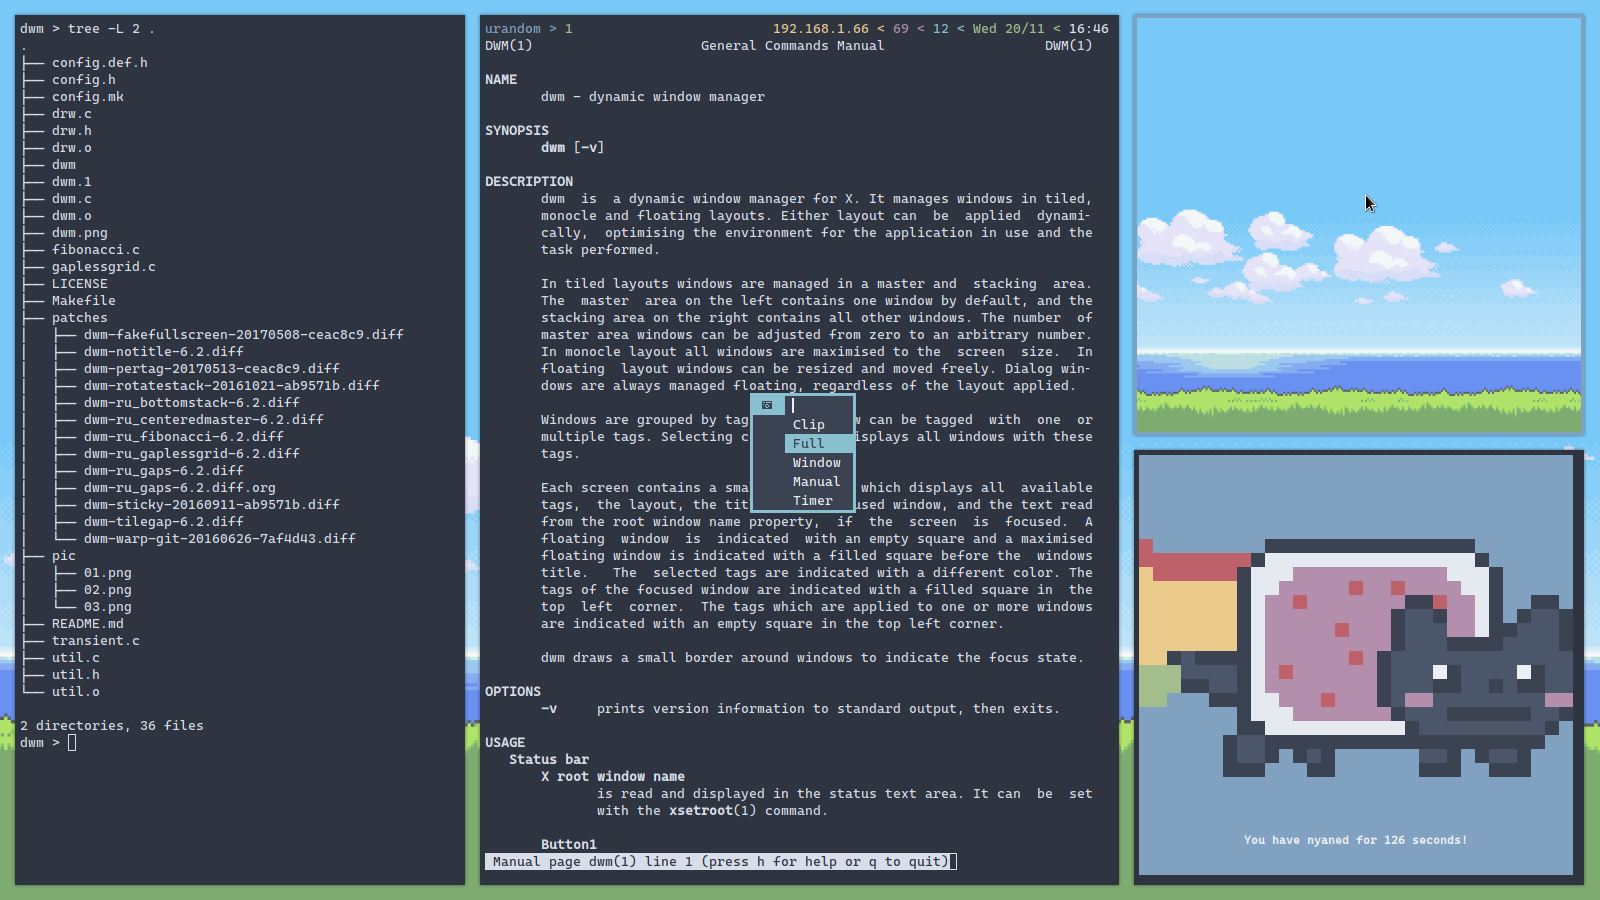 dwm > tree -L 2 .
.
├── config.def.h
├── config.h
├── config.mk
├── drw.c
├── drw.h
├── drw.o
├── dwm
├── dwm.1
├── dwm.c
├── dwm.o
├── dwm.png
├── fibonacci.c
├── gaplessgrid.c
├── LICENSE
├── Makefile
├── patches
│   ├── dwm-fakefullscreen-20170508-ceac8c9.diff
│   ├── dwm-notitle-6.2.diff
│   ├── dwm-pertag-20170513-ceac8c9.diff
│   ├── dwm-rotatestack-20161021-ab9571b.diff
│   ├── dwm-ru_bottomstack-6.2.diff
│   ├── dwm-ru_centeredmaster-6.2.diff
│   ├── dwm-ru_fibonacci-6.2.diff
│   ├── dwm-ru_gaplessgrid-6.2.diff
│   ├── dwm-ru_gaps-6.2.diff
│   ├── dwm-ru_gaps-6.2.diff.org
│   ├── dwm-sticky-20160911-ab9571b.diff
│   ├── dwm-tilegap-6.2.diff
│   └── dwm-warp-git-20160626-7af4d43.diff
├── pic
│   ├── 01.png
│   ├── 02.png
│   └── 03.png
├── README.md
├── transient.c
├── util.c
├── util.h
└── util.o
2 directories, 36 files
dwm >
urandom > 1 192.168.1.66 < 69 < 12 < Wed 20/11 < 16:46
DWM(1) General Commands Manual DWM(1)
NAME
dwm − dynamic window manager
SYNOPSIS
dwm [−v]
DESCRIPTION
dwm is a dynamic window manager for X. It manages windows in tiled,
monocle and floating layouts. Either layout can be applied dynami-
cally, optimising the environment for the application in use and the
task performed.
In tiled layouts windows are managed in a master and stacking area.
The master area on the left contains one window by default, and the
stacking area on the right contains all other windows. The number of
master area windows can be adjusted from zero to an arbitrary number.
In monocle layout all windows are maximised to the screen size. In
floating layout windows can be resized and moved freely. Dialog win-
dows are always managed floating, regardless of the layout applied.
Windows are grouped by tag w can be tagged with one or
multiple tags. Selecting displays all windows with these
tags.
Each screen contains a which displays all available
tags, the layout, the used window, and the text read
from the root window name property, if the screen is focused. A
floating window is indicated with an empty square and a maximised
floating window is indicated with a filled square before the windows
title. The selected tags are indicated with a different color. The
tags of the focused window are indicated with a filled square in the
top left corner. The tags which are applied to one or more windows
are indicated with an empty square in the top left corner.
dwm draws a small border around windows to indicate the focus state.
OPTIONS
−v prints version information to standard output, then exits.
USAGE
Status bar
X root window name
is read and displayed in the status text area. It can be set
with the xsetroot(1) command.
Button1
Manual page dwm(1) line 1 (press h for help or q to quit)
Clip
Full
Window
Manual
Timer
You have nyaned for 126 seconds!